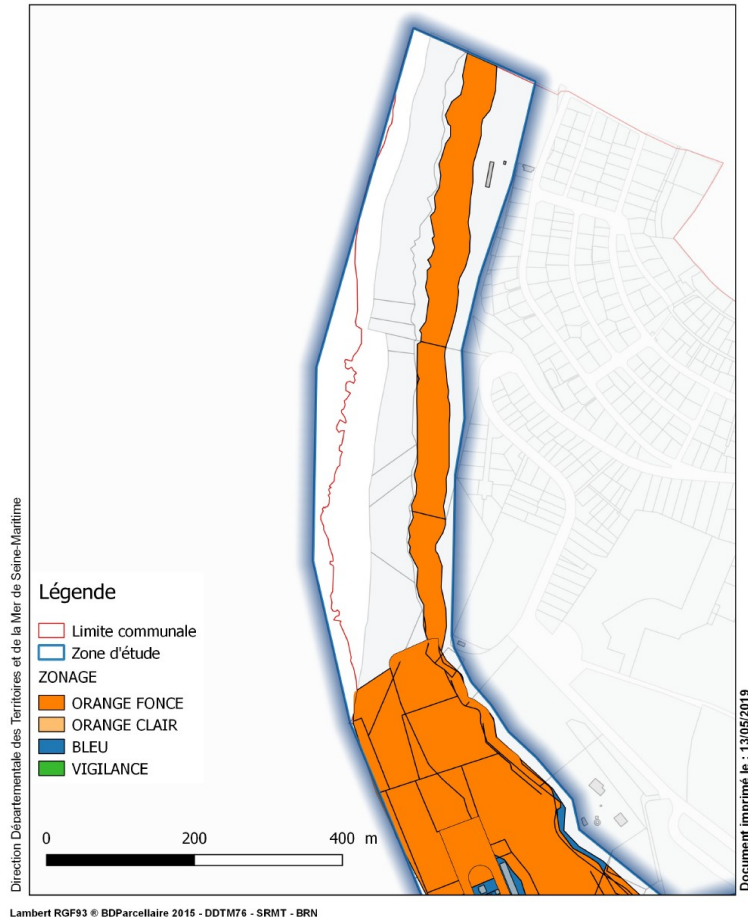 Direction Départementale des Territoires et de la Mer de Seine-Maritime
Légende
Limite communale
Zone d'étude
ZONAGE
ORANGE FONCE
ORANGE CLAIR
BLEU
VIGILANCE
0 200 400 m
Document imprimé le : 13/05/2019
Lambert RGF93 ® BDParcellaire 2015 - DDTM76 - SRMT - BRN